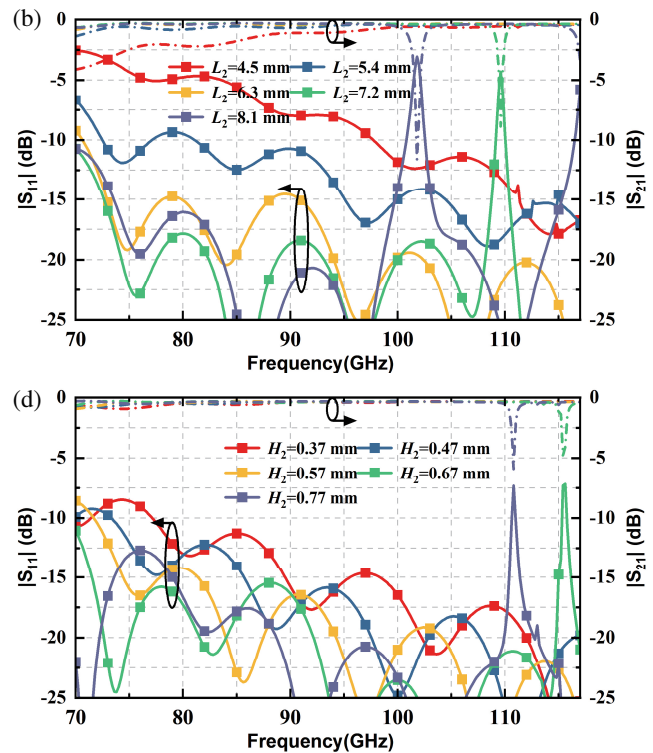 (b)
0
-5
-10
-15
-20
-25
|S11| (dB)
0
-5
-10
-15
-20
-25
|S21| (dB)
L2=4.5 mm L2=5.4 mm
L2=6.3 mm L2=7.2 mm
L2=8.1 mm
70 80 90 100 110
Frequency(GHz)
(d)
0
-5
-10
-15
-20
-25
|S11| (dB)
0
-5
-10
-15
-20
-25
|S21| (dB)
H2=0.37 mm H2=0.47 mm
H2=0.57 mm H2=0.67 mm
H2=0.77 mm
70 80 90 100 110
Frequency(GHz)